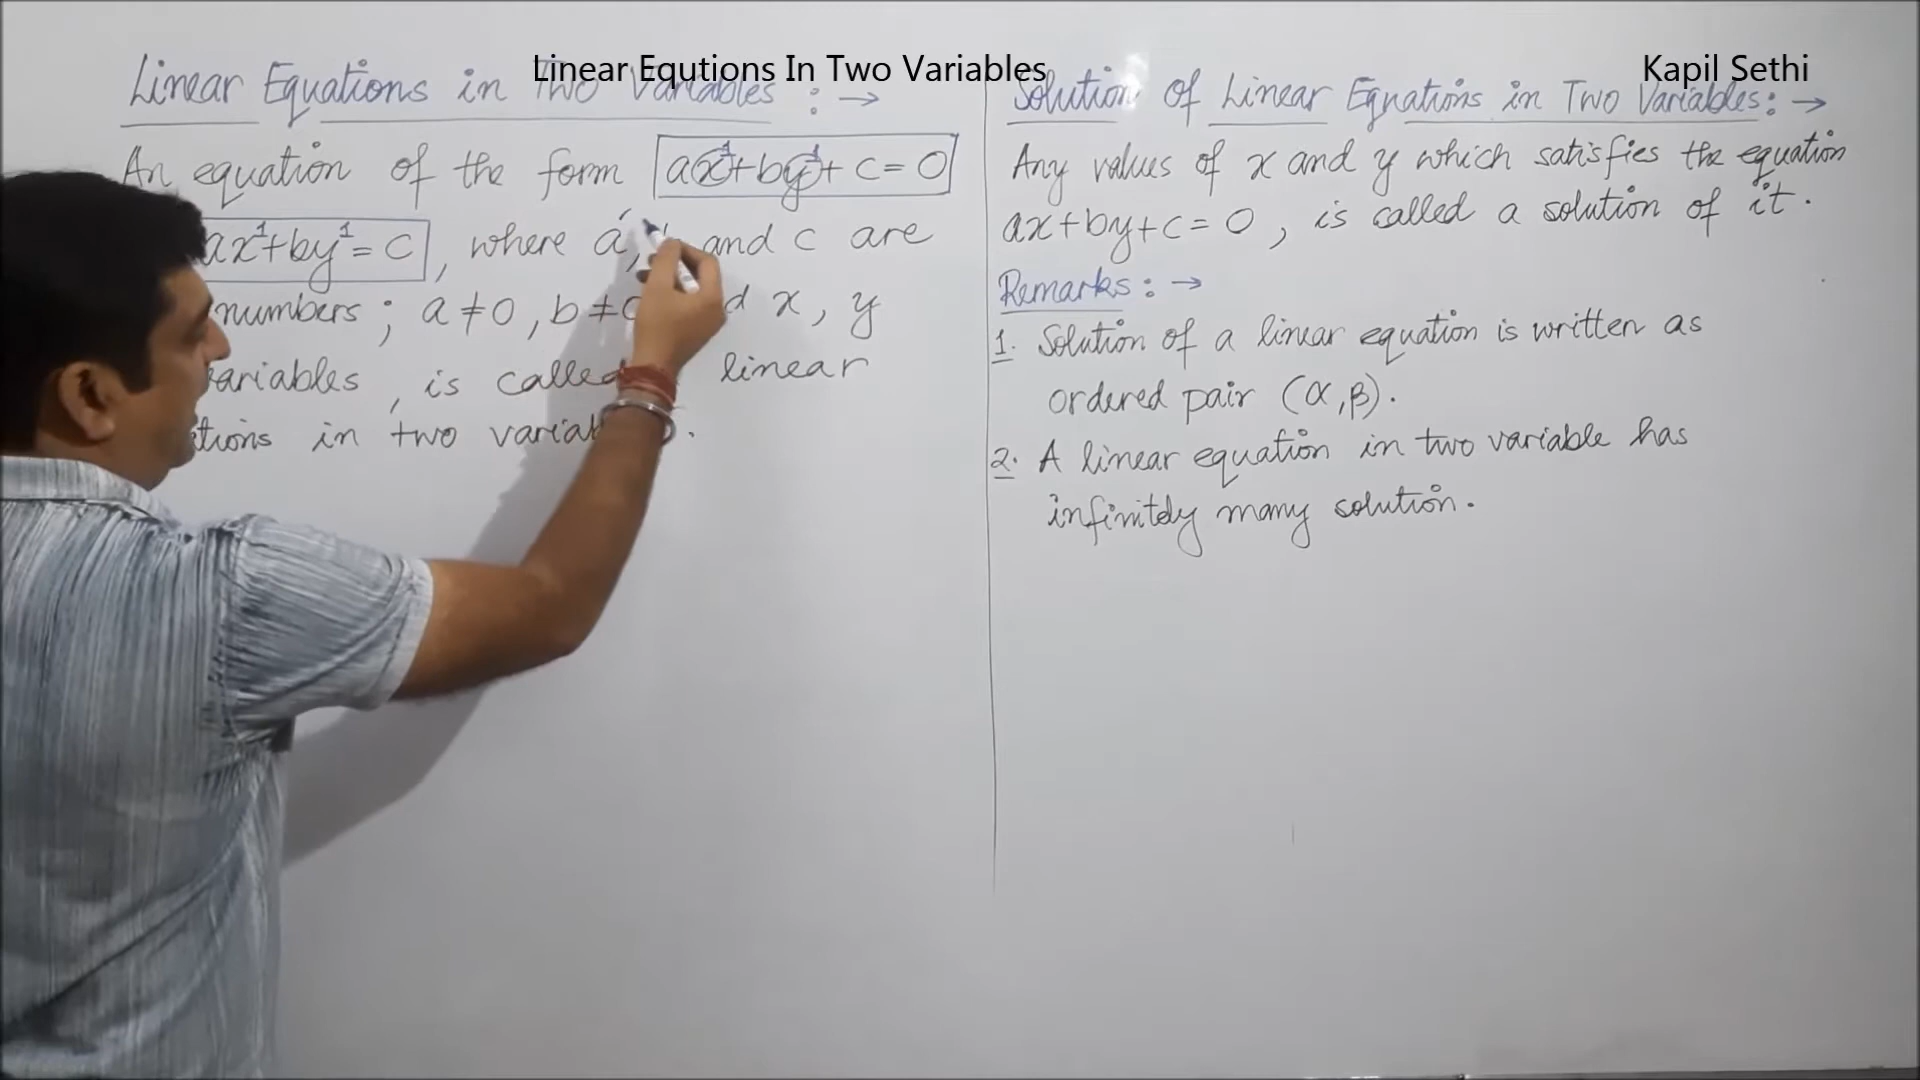 Linear Equtions In Two Variables
Kapil Sethi
Linear Equations in Two Variables : →
An equation of the form ax¹+by¹+ c = 0
ax¹+by¹ = c , where a, and c are
numbers ; a ≠ 0 , b ≠ x, y
variables , is called linear
in two .
Solution of Linear Equations in Two Variables: →
Any values of x and y which satisfies the equation
ax+by+c = 0 , is called a solution of it.
Remarks : →
1. Solution of a linear equation is written as
ordered pair (α,β).
2. A linear equation in two variable has
infinitely many solution.